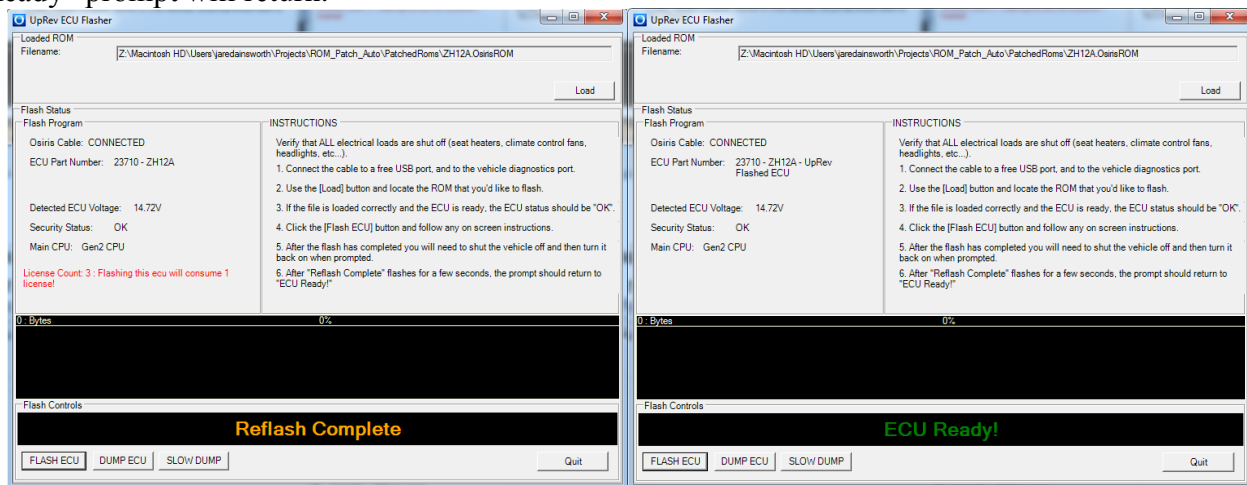 eady" prompt will return.
UpRev ECU Flasher
Loaded ROM
Filename: Z:\Macintosh HD\Users\jaredainsworth\Projects\ROM_Patch_Auto\PatchedRoms\ZH12A.OsirisROM
Load
Flash Status
Flash Program
Osiris Cable: CONNECTED
ECU Part Number: 23710 - ZH12A
Detected ECU Voltage: 14.72V
Security Status: OK
Main CPU: Gen2 CPU
License Count: 3 : Flashing this ecu will consume 1
license!
INSTRUCTIONS
Verify that ALL electrical loads are shut off (seat heaters, climate control fans,
headlights, etc...).
1. Connect the cable to a free USB port, and to the vehicle diagnostics port.
2. Use the [Load] button and locate the ROM that you'd like to flash.
3. If the file is loaded correctly and the ECU is ready, the ECU status should be "OK".
4. Click the [Flash ECU] button and follow any on screen instructions.
5. After the flash has completed you will need to shut the vehicle off and then turn it
back on when prompted.
6. After "Reflash Complete" flashes for a few seconds, the prompt should return to
"ECU Ready!"
0 : Bytes 0%
Flash Controls
Reflash Complete
FLASH ECU DUMP ECU SLOW DUMP Quit
UpRev ECU Flasher
Loaded ROM
Filename: Z:\Macintosh HD\Users\jaredainsworth\Projects\ROM_Patch_Auto\PatchedRoms\ZH12A.OsirisROM
Load
Flash Status
Flash Program
Osiris Cable: CONNECTED
ECU Part Number: 23710 - ZH12A - UpRev
Flashed ECU
Detected ECU Voltage: 14.72V
Security Status: OK
Main CPU: Gen2 CPU
INSTRUCTIONS
Verify that ALL electrical loads are shut off (seat heaters, climate control fans,
headlights, etc...).
1. Connect the cable to a free USB port, and to the vehicle diagnostics port.
2. Use the [Load] button and locate the ROM that you'd like to flash.
3. If the file is loaded correctly and the ECU is ready, the ECU status should be "OK".
4. Click the [Flash ECU] button and follow any on screen instructions.
5. After the flash has completed you will need to shut the vehicle off and then turn it
back on when prompted.
6. After "Reflash Complete" flashes for a few seconds, the prompt should return to
"ECU Ready!"
0 : Bytes 0%
Flash Controls
ECU Ready!
FLASH ECU DUMP ECU SLOW DUMP Quit